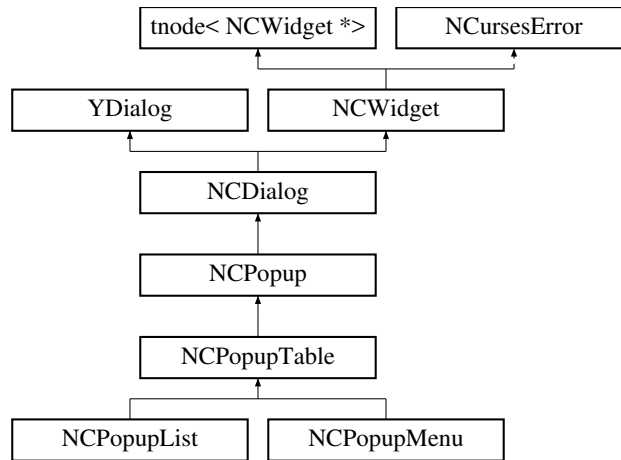 tnode< NCWidget *>
NCursesError
YDialog
NCWidget
NCDialog
NCPopup
NCPopupTable
NCPopupList
NCPopupMenu